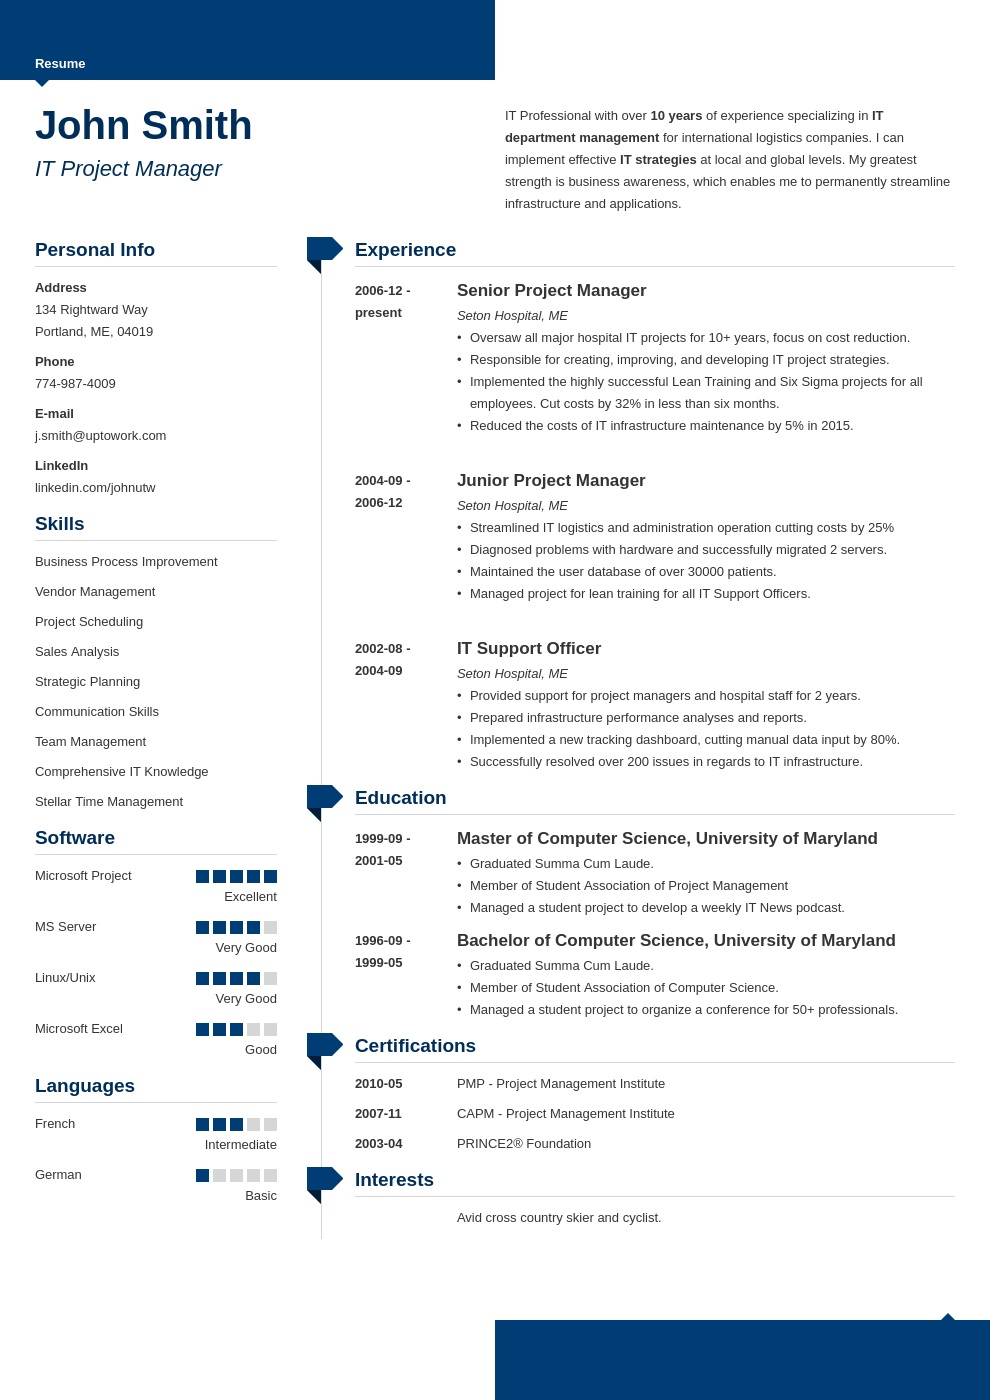 Resume
John Smith
IT Project Manager
IT Professional with over 10 years of experience specializing in IT
department management for international logistics companies. I can
implement effective IT strategies at local and global levels. My greatest
strength is business awareness, which enables me to permanently streamline
infrastructure and applications.
Personal Info
Address
134 Rightward Way
Portland, ME, 04019
Phone
774-987-4009
E-mail
j.smith@uptowork.com
LinkedIn
linkedin.com/johnutw
Skills
Business Process Improvement
Vendor Management
Project Scheduling
Sales Analysis
Strategic Planning
Communication Skills
Team Management
Comprehensive IT Knowledge
Stellar Time Management
Software
Microsoft Project
Excellent
MS Server
Very Good
Linux/Unix
Very Good
Microsoft Excel
Good
Languages
French
Intermediate
German
Basic
Experience
2006-12 -
present
Senior Project Manager
Seton Hospital, ME
• Oversaw all major hospital IT projects for 10+ years, focus on cost reduction.
• Responsible for creating, improving, and developing IT project strategies.
• Implemented the highly successful Lean Training and Six Sigma projects for all
employees. Cut costs by 32% in less than six months.
• Reduced the costs of IT infrastructure maintenance by 5% in 2015.
2004-09 -
2006-12
Junior Project Manager
Seton Hospital, ME
• Streamlined IT logistics and administration operation cutting costs by 25%
• Diagnosed problems with hardware and successfully migrated 2 servers.
• Maintained the user database of over 30000 patients.
• Managed project for lean training for all IT Support Officers.
2002-08 -
2004-09
IT Support Officer
Seton Hospital, ME
• Provided support for project managers and hospital staff for 2 years.
• Prepared infrastructure performance analyses and reports.
• Implemented a new tracking dashboard, cutting manual data input by 80%.
• Successfully resolved over 200 issues in regards to IT infrastructure.
Education
1999-09 -
2001-05
Master of Computer Science, University of Maryland
• Graduated Summa Cum Laude.
• Member of Student Association of Project Management
• Managed a student project to develop a weekly IT News podcast.
1996-09 -
1999-05
Bachelor of Computer Science, University of Maryland
• Graduated Summa Cum Laude.
• Member of Student Association of Computer Science.
• Managed a student project to organize a conference for 50+ professionals.
Certifications
2010-05 PMP - Project Management Institute
2007-11 CAPM - Project Management Institute
2003-04 PRINCE2® Foundation
Interests
Avid cross country skier and cyclist.